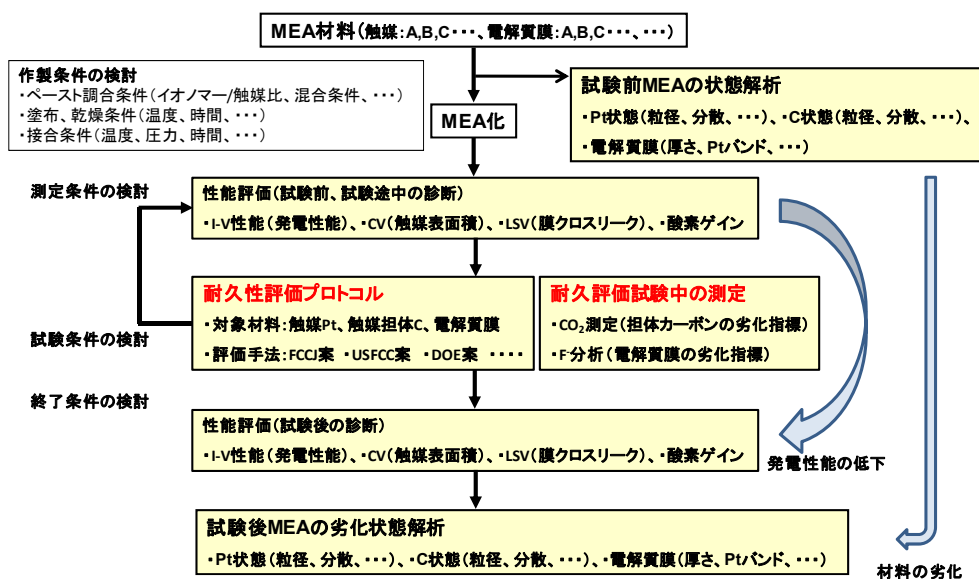 MEA材料(触媒:A,B,C・・・、電解質膜:A,B,C・・・、・・・)
作製条件の検討
・ペースト調合条件(イオノマー/触媒比、混合条件、・・・)
・塗布、乾燥条件(温度、時間、・・・)
・接合条件(温度、圧力、時間、・・・)
MEA化
試験前MEAの状態解析
・Pt状態(粒径、分散、・・・)、・C状態(粒径、分散、・・・)、
・電解質膜(厚さ、Ptバンド、・・・)
測定条件の検討
性能評価(試験前、試験途中の診断)
・I-V性能(発電性能)、・CV(触媒表面積)、・LSV(膜クロスリーク)、・酸素ゲイン
耐久性評価プロトコル
・対象材料:触媒Pt、触媒担体C、電解質膜
・評価手法:FCCJ案 ・USFCC案 ・DOE案 ・・・・
耐久評価試験中の測定
・CO₂測定(担体カーボンの劣化指標)
・F⁻分析(電解質膜の劣化指標)
試験条件の検討
終了条件の検討
性能評価(試験後の診断)
・I-V性能(発電性能)、・CV(触媒表面積)、・LSV(膜クロスリーク)、・酸素ゲイン
発電性能の低下
試験後MEAの劣化状態解析
・Pt状態(粒径、分散、・・・)、・C状態(粒径、分散、・・・)、・電解質膜(厚さ、Ptバンド、・・・)
材料の劣化